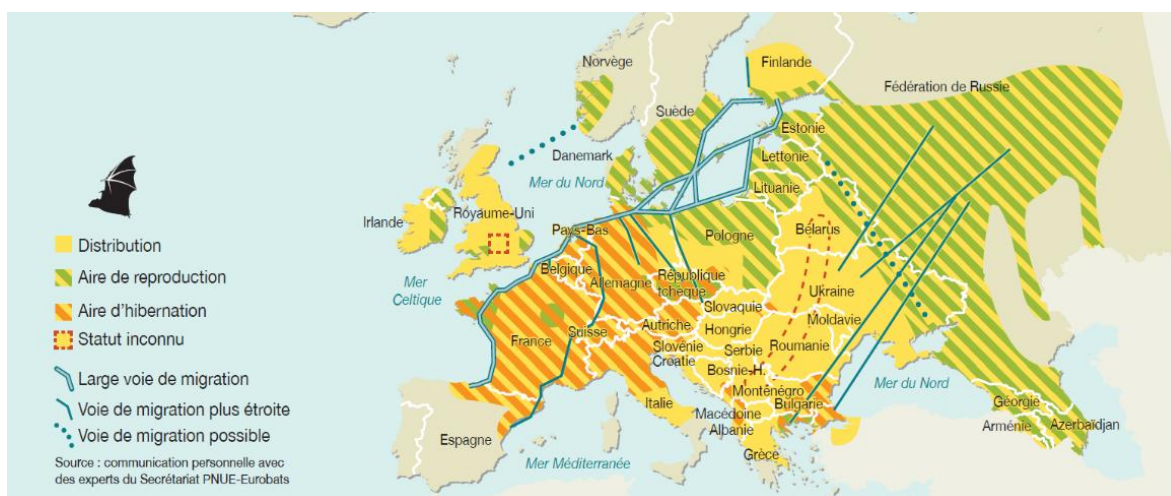 Norvège
Finlande
Fédération de Russie
Suède
Estonie
Danemark
Lettonie
Mer du Nord
Lituanie
Irlande
Royaume-Uni
Pays-Bas
Pologne
Bélarus
Distribution
Aire de reproduction
Aire d'hibernation
Statut inconnu
Large voie de migration
Voie de migration plus étroite
Voie de migration possible
Source : communication personnelle avec
des experts du Secrétariat PNUE-Eurobats
Mer
Celtique
Belgique
Allemagne
République
tchèque
Ukraine
Slovaquie
Moldavie
France
Suisse
Autriche
Hongrie
Slovénie
Croatie
Serbie
Roumanie
Bosnie-H.
Monténégro
Mer du Nord
Bulgarie
Italie
Macédoine
Albanie
Géorgie
Arménie
Azerbaïdjan
Espagne
Grèce
Mer Méditerranée